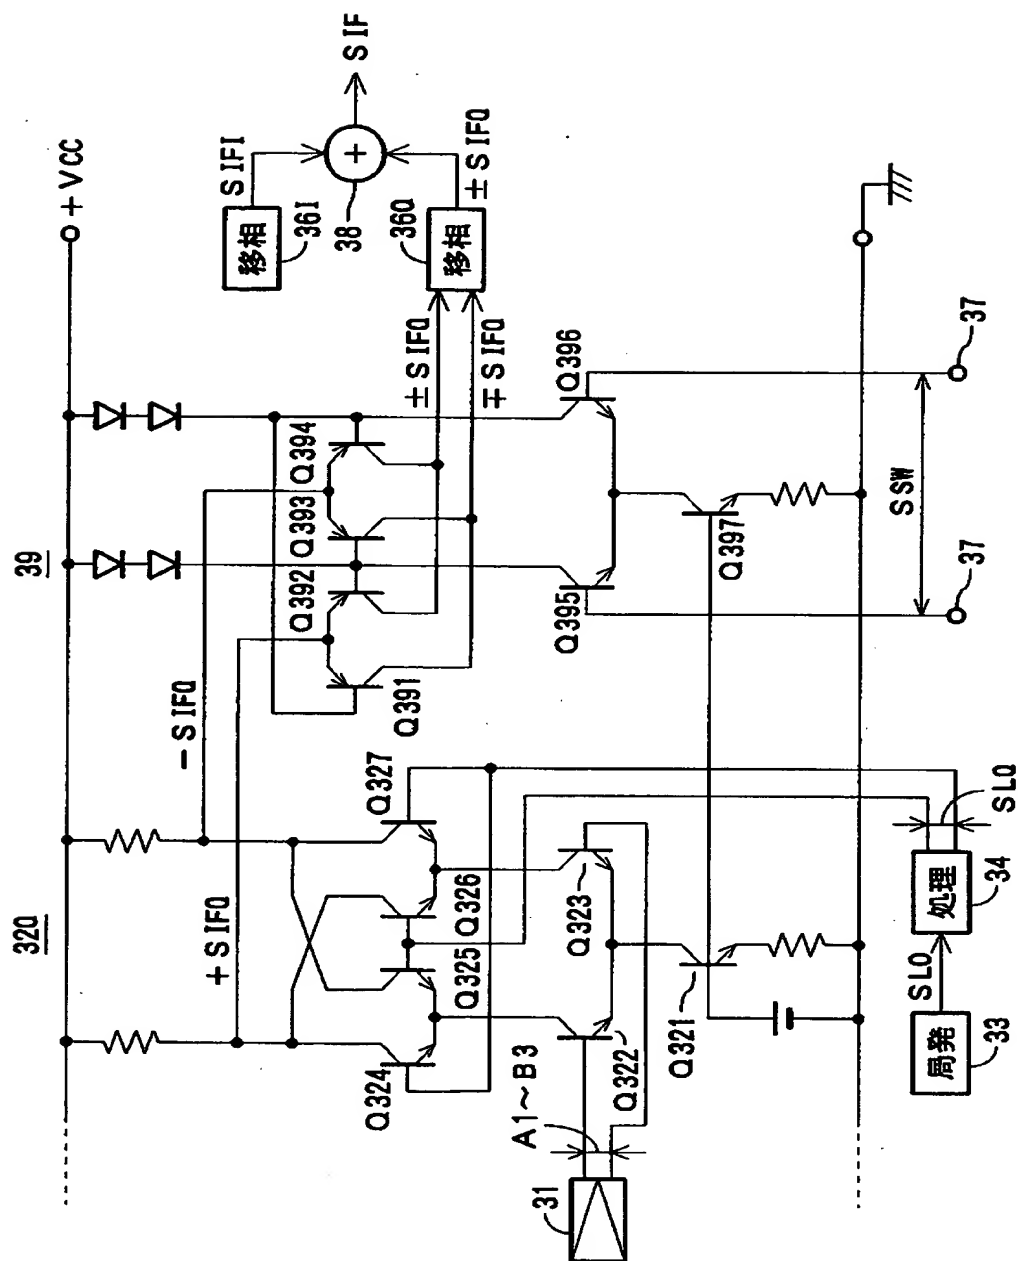 32Q
39
+VCC
SIF
SIFI
移相
36I
38
+
±SIFQ
移相
36Q
−SIFQ
+SIFQ
±SIFQ
∓SIFQ
Q391
Q392
Q393
Q394
Q395
Q396
Q397
Q324
Q325
Q326
Q327
Q322
Q323
Q321
31
A1～B3
SSW
37
37
局発
33
SLO
処理
34
SLQ